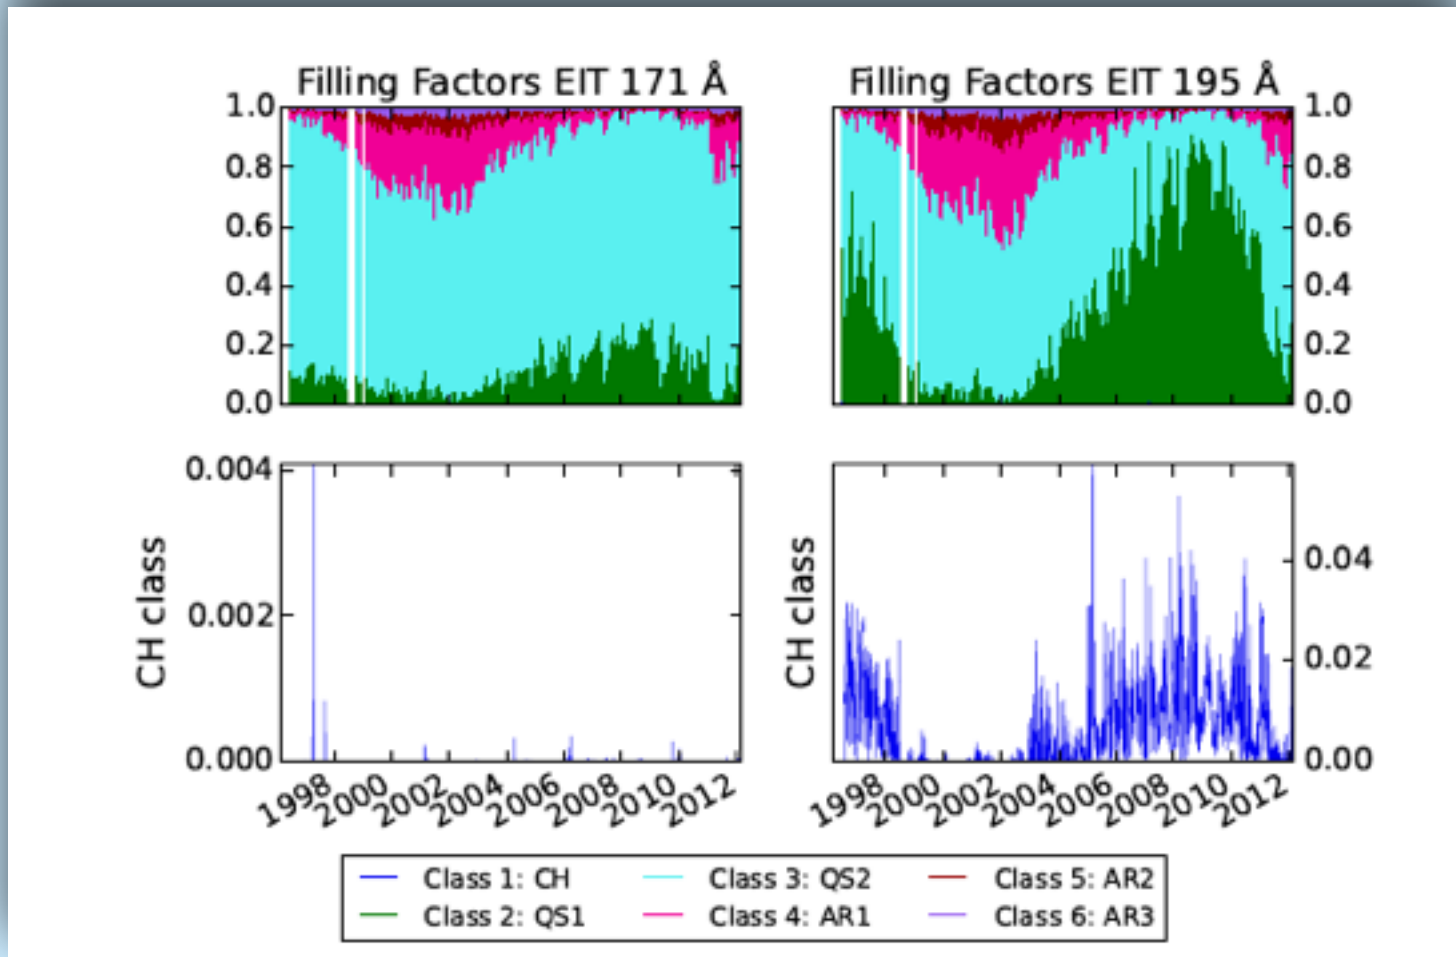 Filling Factors EIT 171 Å
Filling Factors EIT 195 Å
1.0
0.8
0.6
0.4
0.2
0.0
1.0
0.8
0.6
0.4
0.2
0.0
CH class
0.004
0.002
0.000
CH class
0.04
0.02
0.00
1998 2000 2002 2004 2006 2008 2010 2012
1998 2000 2002 2004 2006 2008 2010 2012
Class 1: CH Class 3: QS2 Class 5: AR2
Class 2: QS1 Class 4: AR1 Class 6: AR3